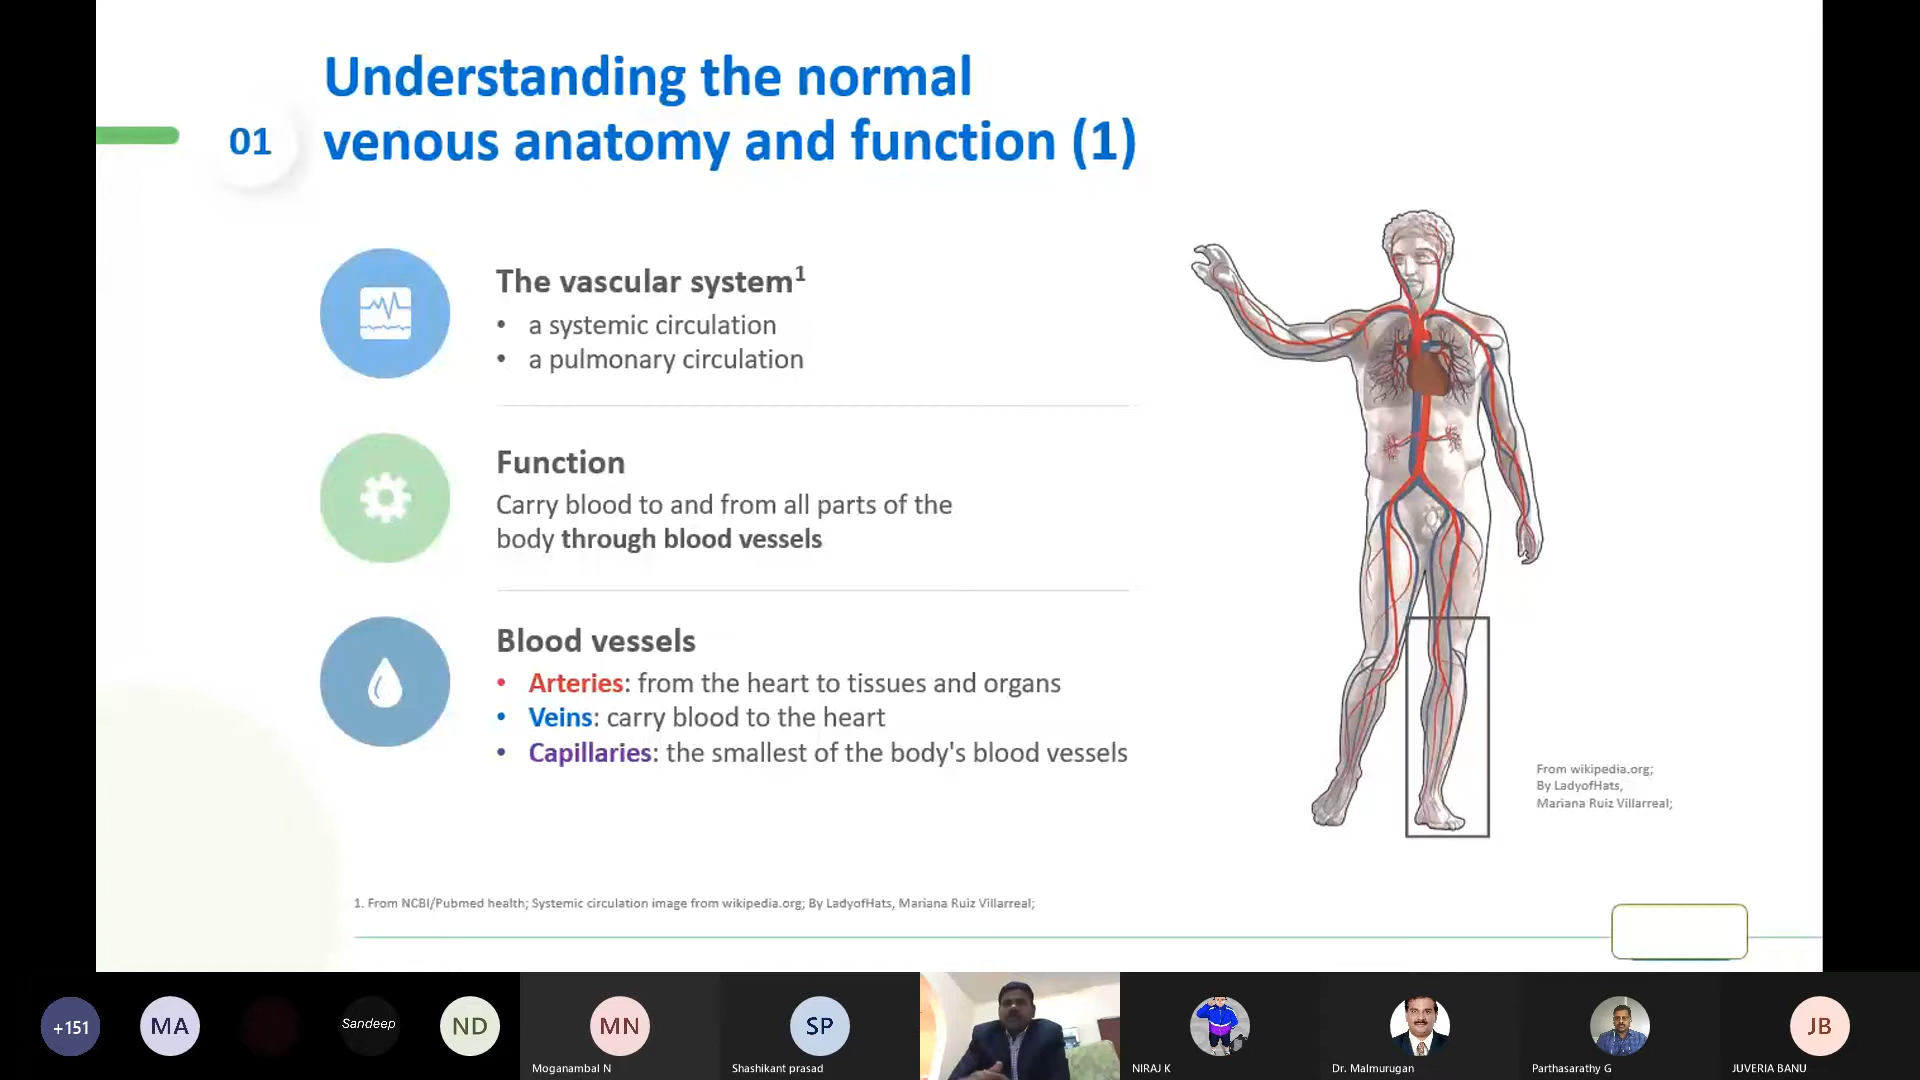 Understanding the normal
venous anatomy and function (1)
01
The vascular system¹
• a systemic circulation
• a pulmonary circulation
Function
Carry blood to and from all parts of the
body through blood vessels
Blood vessels
• Arteries: from the heart to tissues and organs
• Veins: carry blood to the heart
• Capillaries: the smallest of the body's blood vessels
From wikipedia.org;
By LadyofHats,
Mariana Ruiz Villarreal;
1. From NCBI/Pubmed health; Systemic circulation image from wikipedia.org; By LadyofHats, Mariana Ruiz Villarreal;
+151
MA
Sandeep
ND
MN
Moganambal N
SP
Shashikant prasad
NIRAJ K
Dr. Malmurugan
Parthasarathy G
JB
JUVERIA BANU